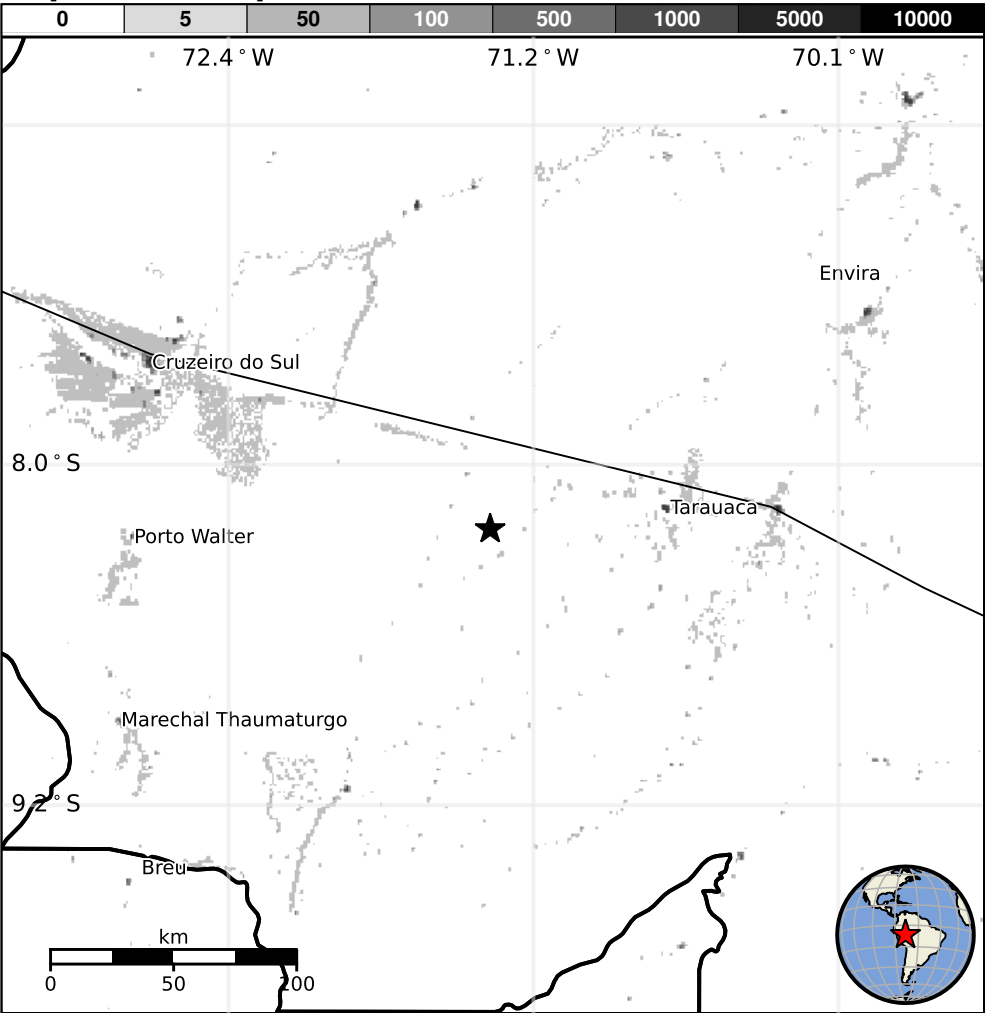 0 5 50 100 500 1000 5000 10000
72.4°W 71.2°W 70.1°W
Envira
Cruzeiro do Sul
8.0°S
Tarauaca
Porto Walter
Marechal Thaumaturgo
9.2°S
Breu
km
0 50 100